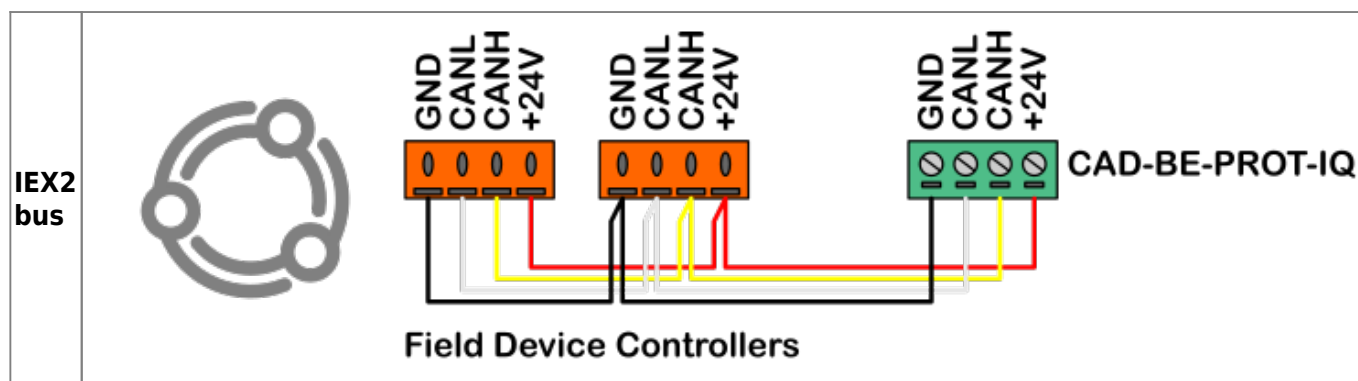 IEX2
bus
GND CANL CANH +24V
GND CANL CANH +24V
GND CANL CANH +24V
CAD-BE-PROT-IQ
Field Device Controllers